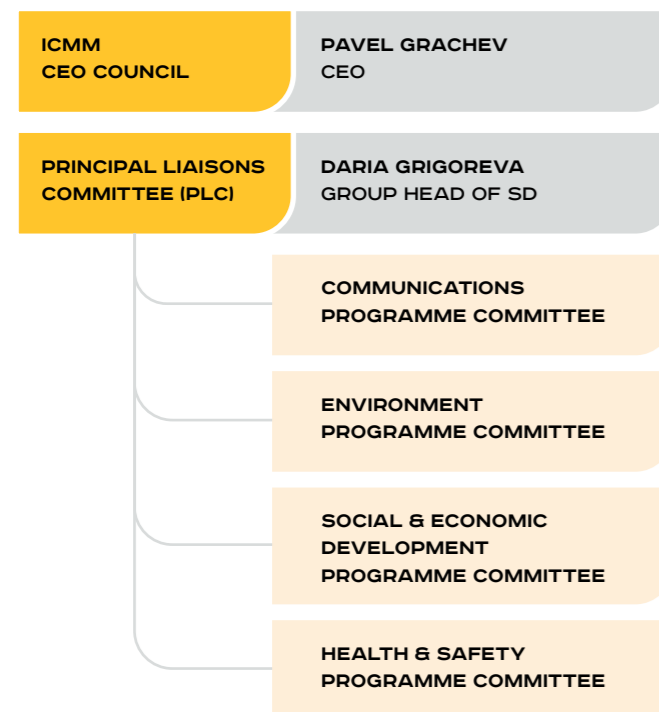 ICMM
CEO COUNCIL
PAVEL GRACHEV
CEO
PRINCIPAL LIAISONS
COMMITTEE (PLC)
DARIA GRIGOREVA
GROUP HEAD OF SD
COMMUNICATIONS
PROGRAMME COMMITTEE
ENVIRONMENT
PROGRAMME COMMITTEE
SOCIAL & ECONOMIC
DEVELOPMENT
PROGRAMME COMMITTEE
HEALTH & SAFETY
PROGRAMME COMMITTEE